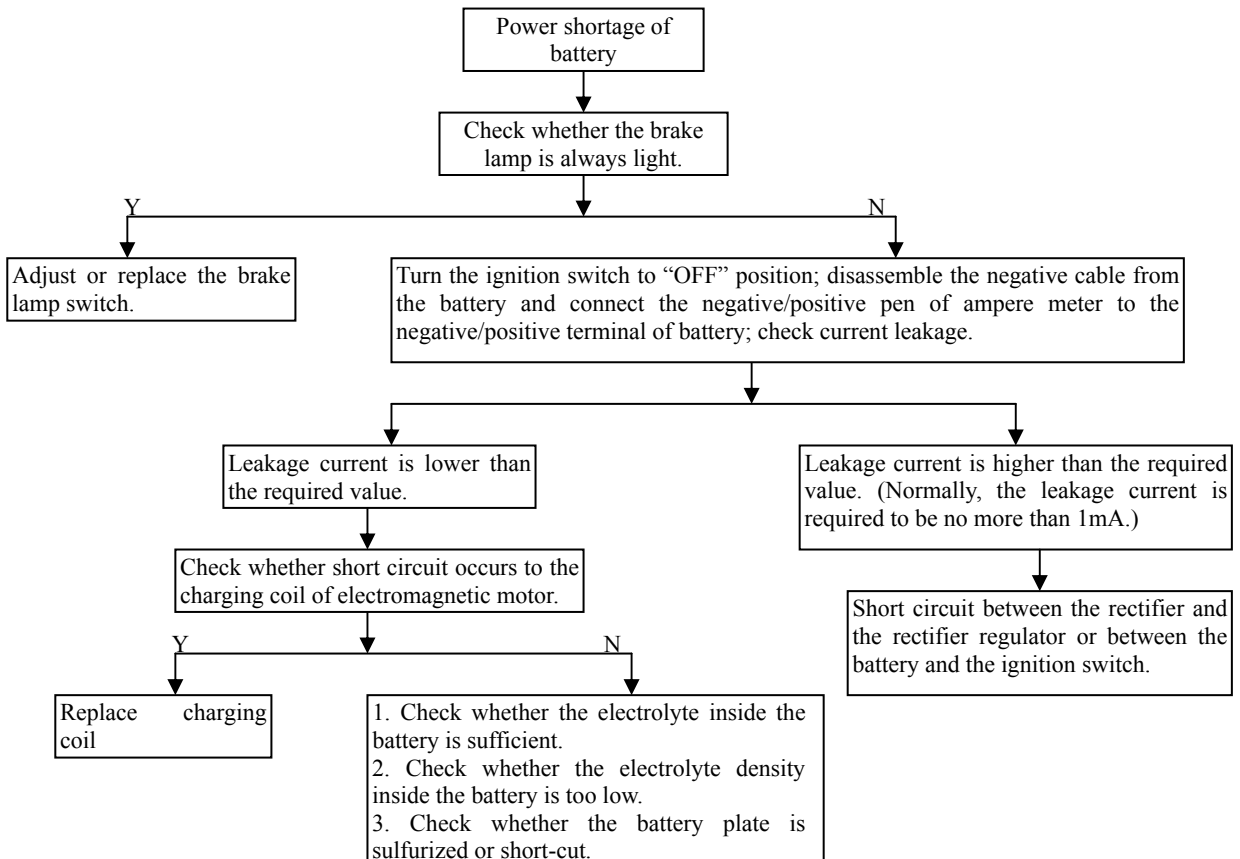 Power shortage of
battery
Check whether the brake
lamp is always light.
Y
N
Adjust or replace the brake
lamp switch.
Turn the ignition switch to “OFF” position; disassemble the negative cable from
the battery and connect the negative/positive pen of ampere meter to the
negative/positive terminal of battery; check current leakage.
Leakage current is lower than
the required value.
Leakage current is higher than the required
value. (Normally, the leakage current is
required to be no more than 1mA.)
Check whether short circuit occurs to the
charging coil of electromagnetic motor.
Short circuit between the rectifier and
the rectifier regulator or between the
battery and the ignition switch.
Y
N
Replace charging
coil
1. Check whether the electrolyte inside the
battery is sufficient.
2. Check whether the electrolyte density
inside the battery is too low.
3. Check whether the battery plate is
sulfurized or short-cut.